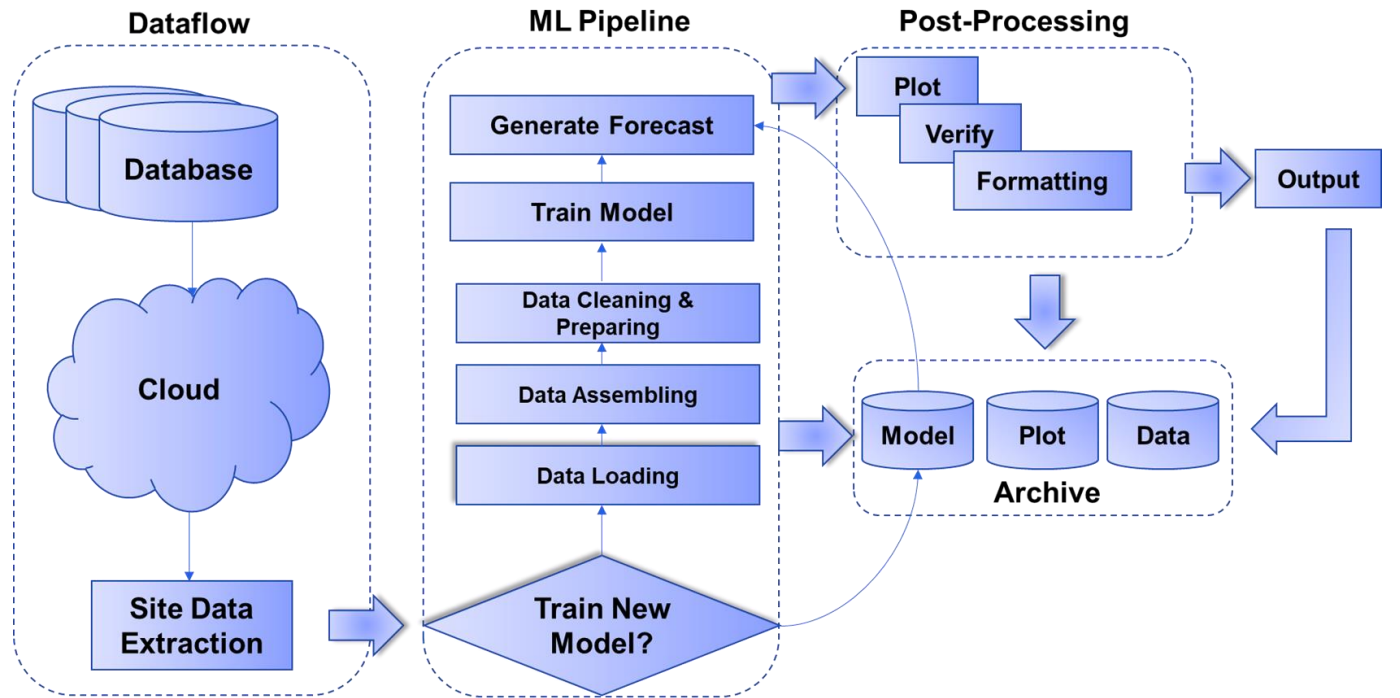 Dataflow
Database
Cloud
Site Data
Extraction
ML Pipeline
Generate Forecast
Train Model
Data Cleaning &
Preparing
Data Assembling
Data Loading
Train New
Model?
Post-Processing
Plot
Verify
Formatting
Output
Model
Plot
Data
Archive